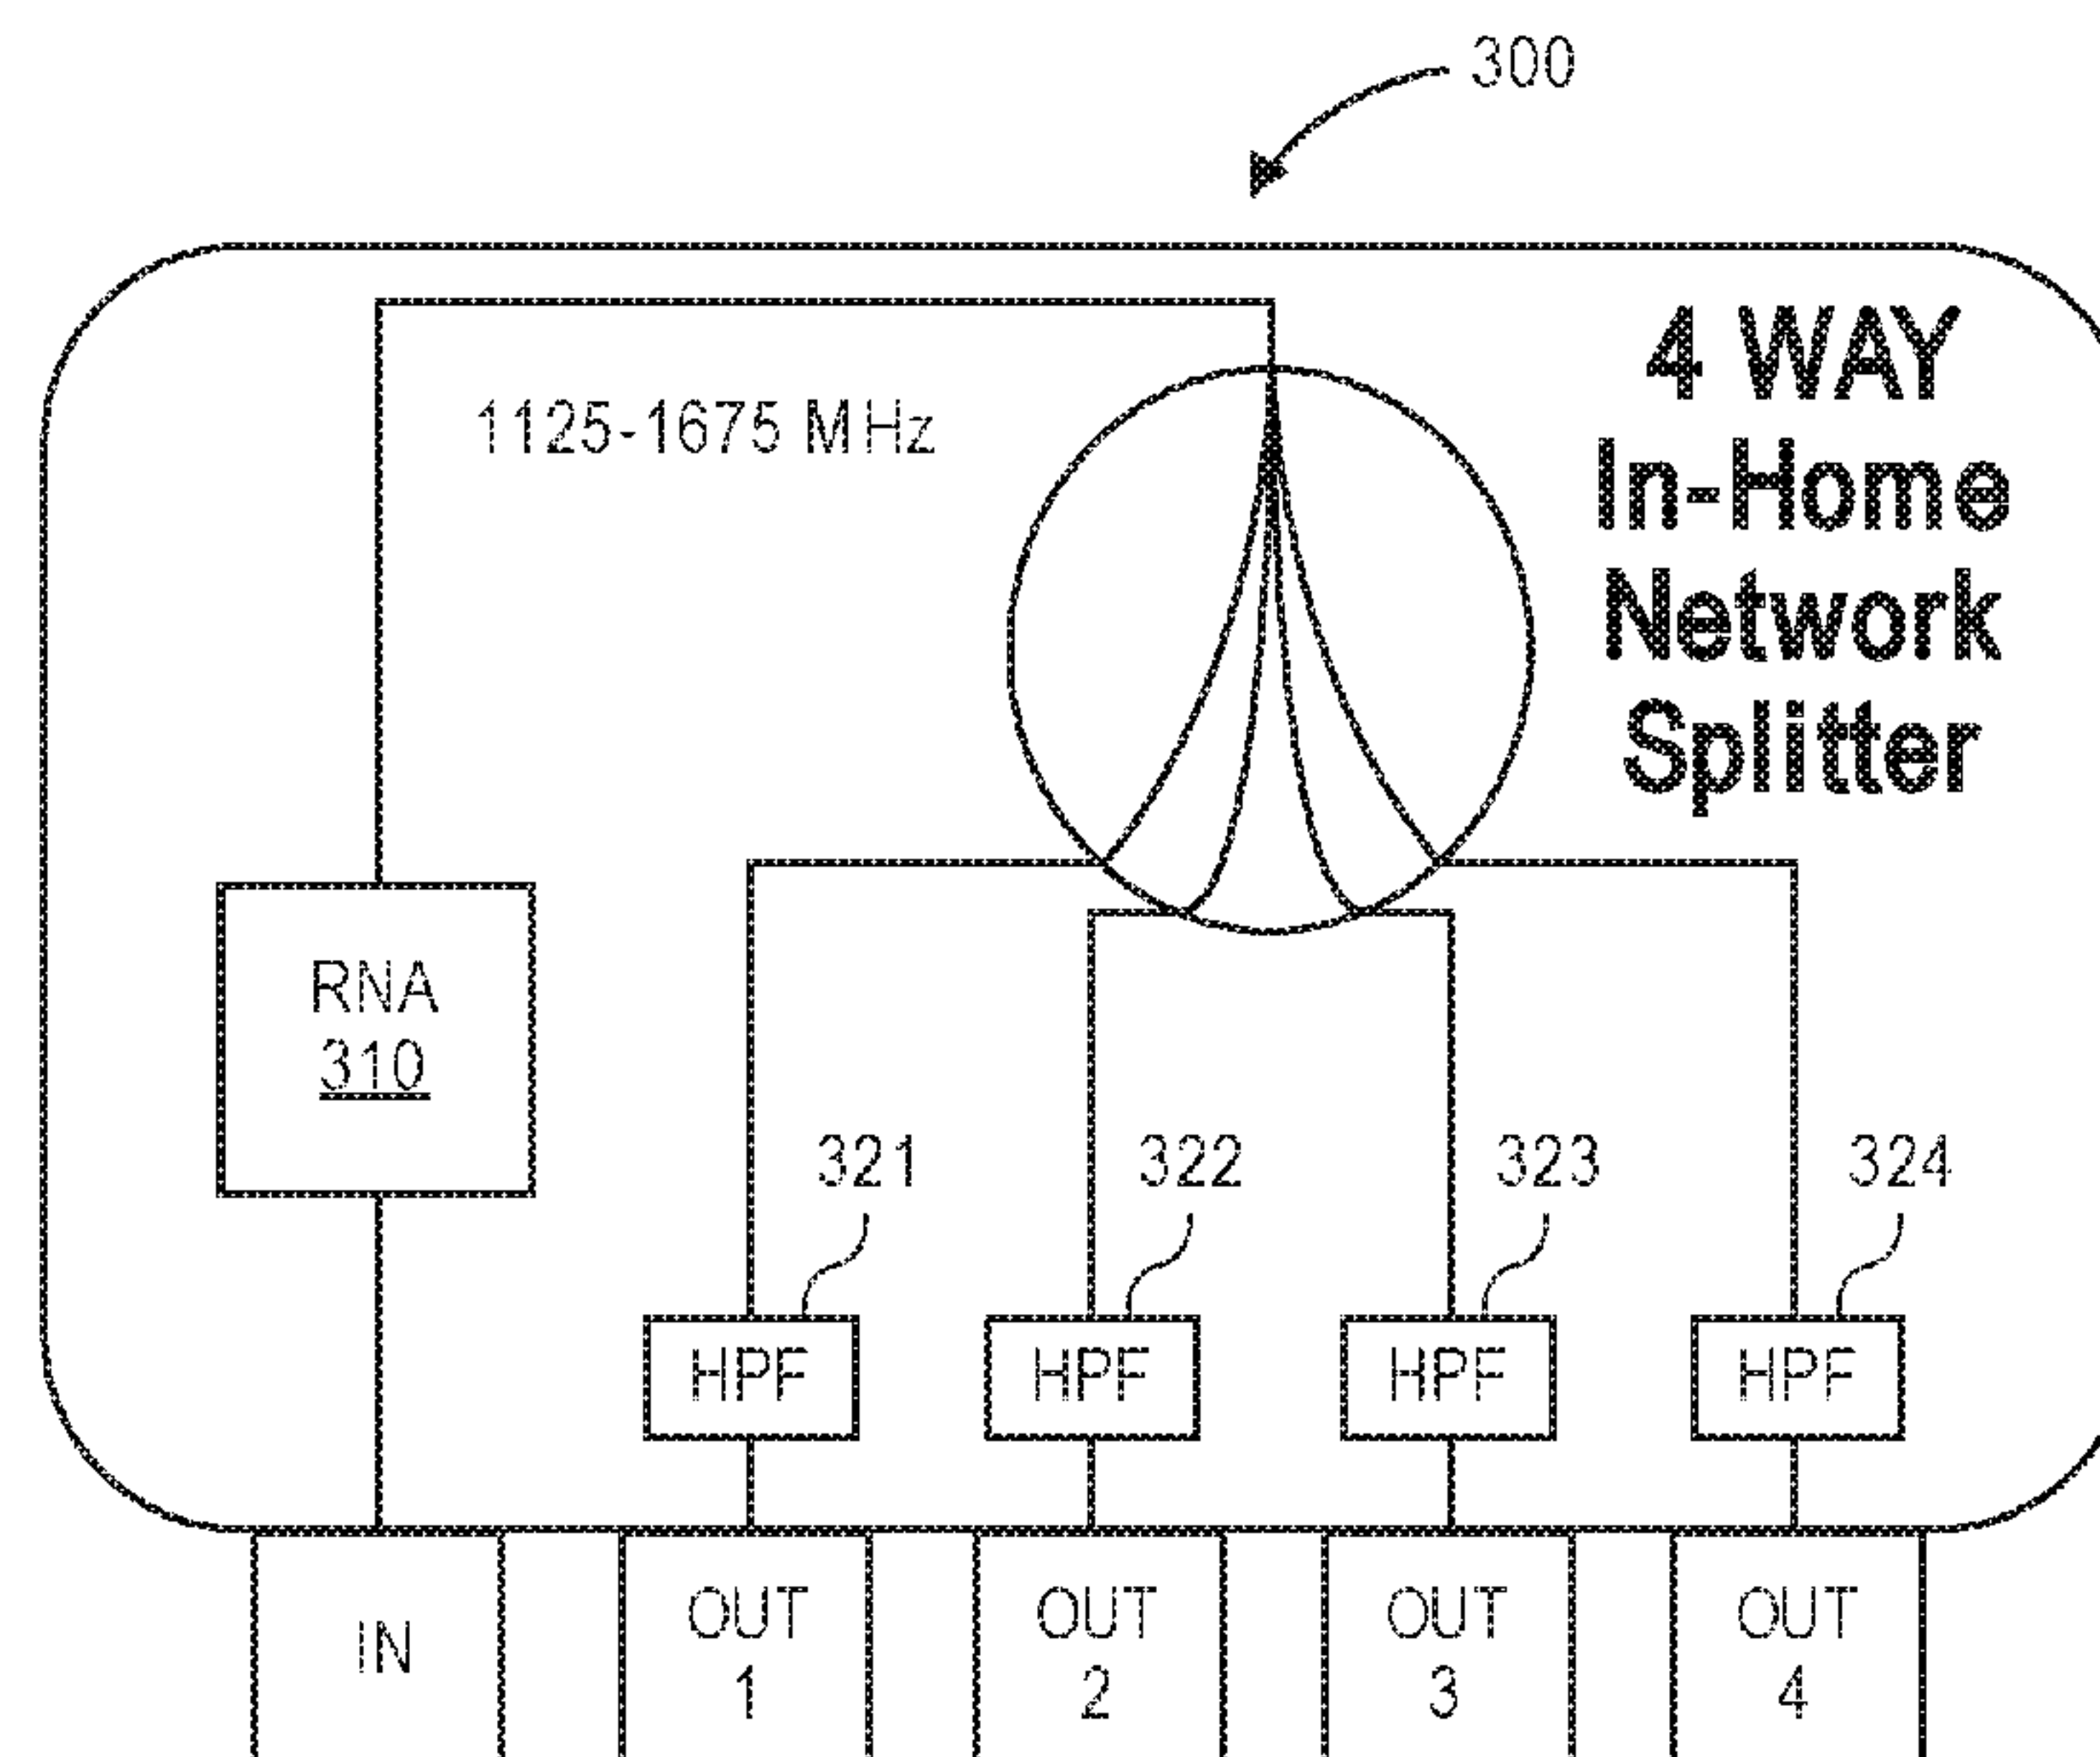 300
4 WAY
In-Home
Network
Splitter
1125-1675 MHz
RNA
310
321
322
323
324
HPF
HPF
HPF
HPF
IN
OUT
1
OUT
2
OUT
3
OUT
4